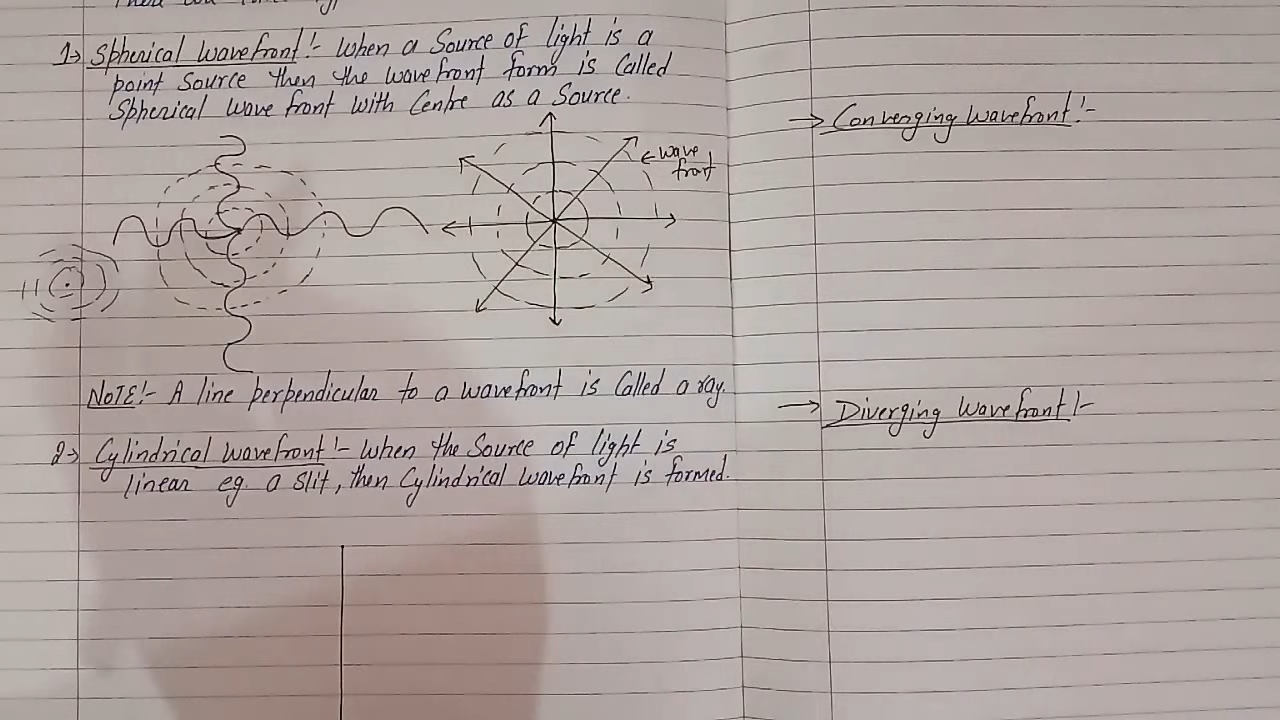 1→ Spherical wavefront!- When a Source of light is a
point source then the wavefront form is Called
Spherical wave front with Centre as a Source.
← wave
front
NOTE!- A line perpendicular to a wavefront is Called a ray.
2→ Cylindrical wavefront!- when the Source of light is
linear eg a slit, then Cylindrical wavefront is formed.
→ Converging Wavefront!-
→ Diverging Wavefront!-